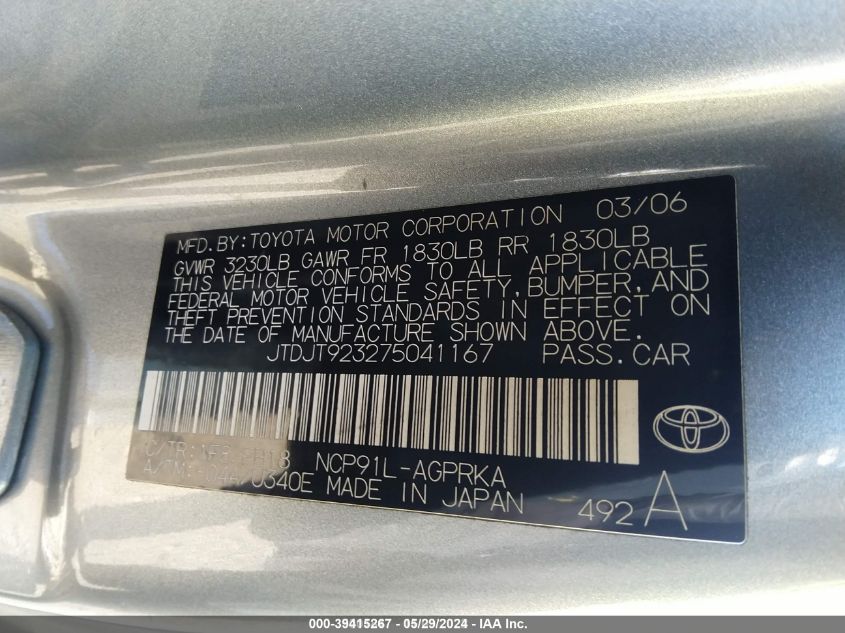 MFD.BY:TOYOTA MOTOR CORPORATION 03/06
GVWR 3230LB GAWR FR 1830LB RR 1830LB
THIS VEHICLE CONFORMS TO ALL APPLICABLE
FEDERAL MOTOR VEHICLE SAFETY,BUMPER,AND
THEFT PREVENTION STANDARDS IN EFFECT ON
THE DATE OF MANUFACTURE SHOWN ABOVE.
JTDJT923275041167 PASS.CAR
C/TR: NCP91L-AGPRKA
A/TM: MADE IN JAPAN 492 A
000-39415267 - 05/29/2024 - IAA Inc.